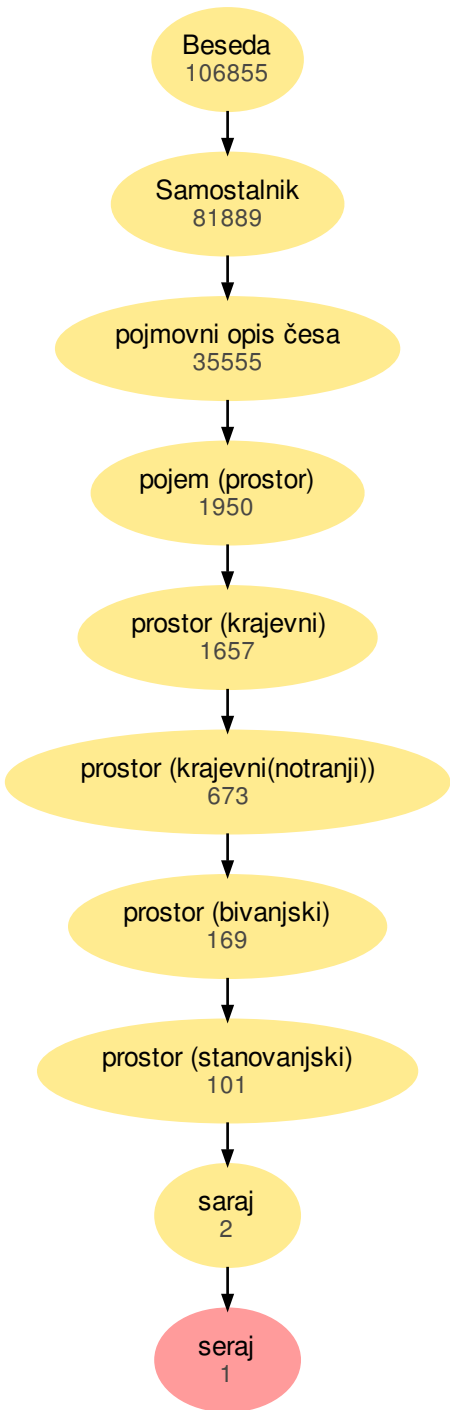 Beseda
106855
Samostalnik
81889
pojmovni opis česa
35555
pojem (prostor)
1950
prostor (krajevni)
1657
prostor (krajevni(notranji))
673
prostor (bivanjski)
169
prostor (stanovanjski)
101
saraj
2
seraj
1